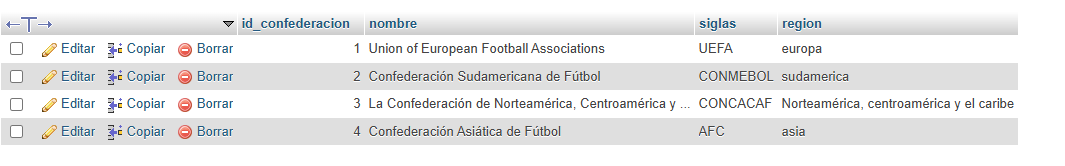 id_confederacion nombre siglas region
Editar Copiar Borrar 1 Union of European Football Associations UEFA europa
Editar Copiar Borrar 2 Confederación Sudamericana de Fútbol CONMEBOL sudamerica
Editar Copiar Borrar 3 La Confederación de Norteamérica, Centroamérica y ... CONCACAF Norteamérica, centroamérica y el caribe
Editar Copiar Borrar 4 Confederación Asiática de Fútbol AFC asia